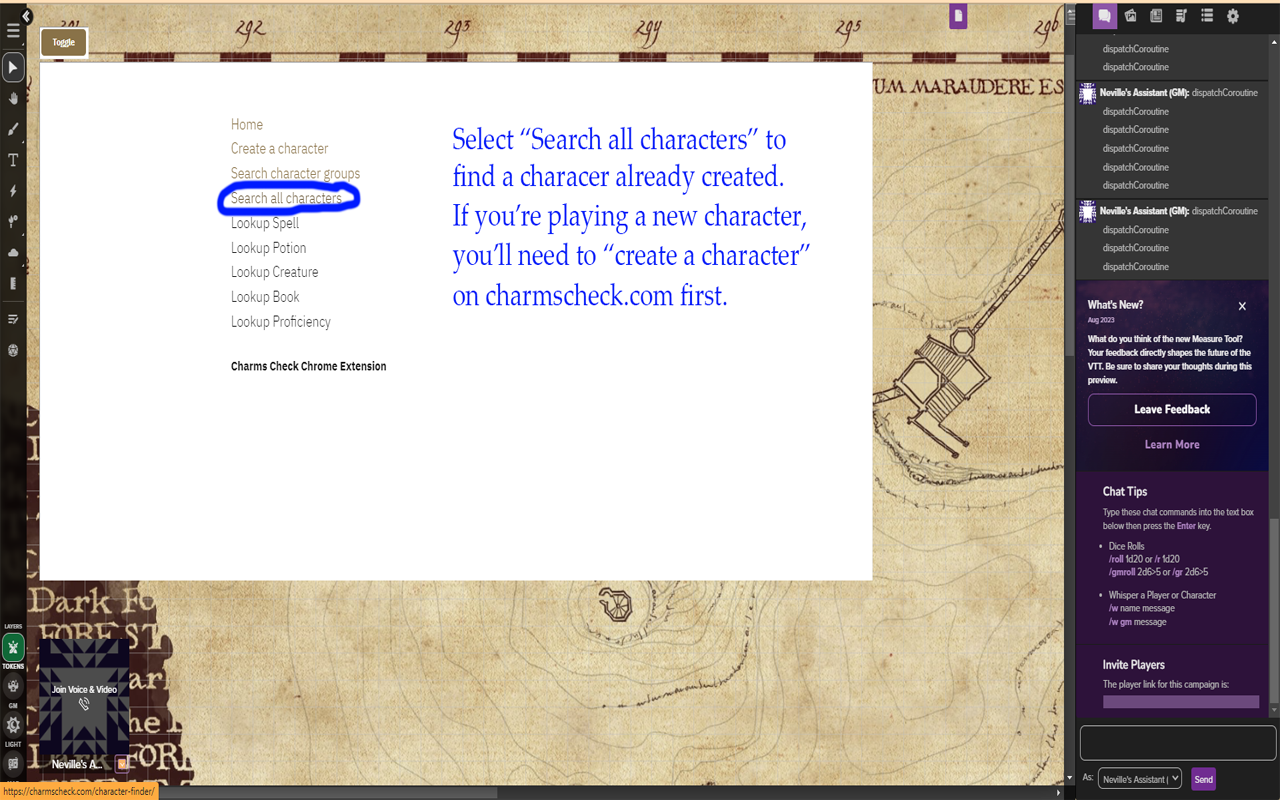 291 292 293 294 295 296
Toggle
UM MARAUDERE ES
Home
Create a character
Search character groups
Search all characters
Lookup Spell
Lookup Potion
Lookup Creature
Lookup Book
Lookup Proficiency
Charms Check Chrome Extension
Select “Search all characters” to
find a characer already created.
If you’re playing a new character,
you’ll need to “create a character”
on charmscheck.com first.
Dark FO
FOREST
Join Voice & Video
Neville's A...
Dark FOR
LAYERS
TOKENS
GM
LIGHT
https://charmscheck.com/character-finder/
dispatchCoroutine
dispatchCoroutine
Neville's Assistant (GM): dispatchCoroutine
dispatchCoroutine
dispatchCoroutine
dispatchCoroutine
dispatchCoroutine
dispatchCoroutine
Neville's Assistant (GM): dispatchCoroutine
dispatchCoroutine
dispatchCoroutine
dispatchCoroutine
What's New?
Aug 2023
What do you think of the new Measure Tool?
Your feedback directly shapes the future of the
VTT. Be sure to share your thoughts during this
preview.
Leave Feedback
Learn More
Chat Tips
Type these chat commands into the text box
below then press the Enter key.
• Dice Rolls
/roll 1d20 or /r 1d20
/gmroll 2d6>5 or /gr 2d6>5
• Whisper a Player or Character
/w name message
/w gm message
Invite Players
The player link for this campaign is:
As: Neville's Assistant ( Send